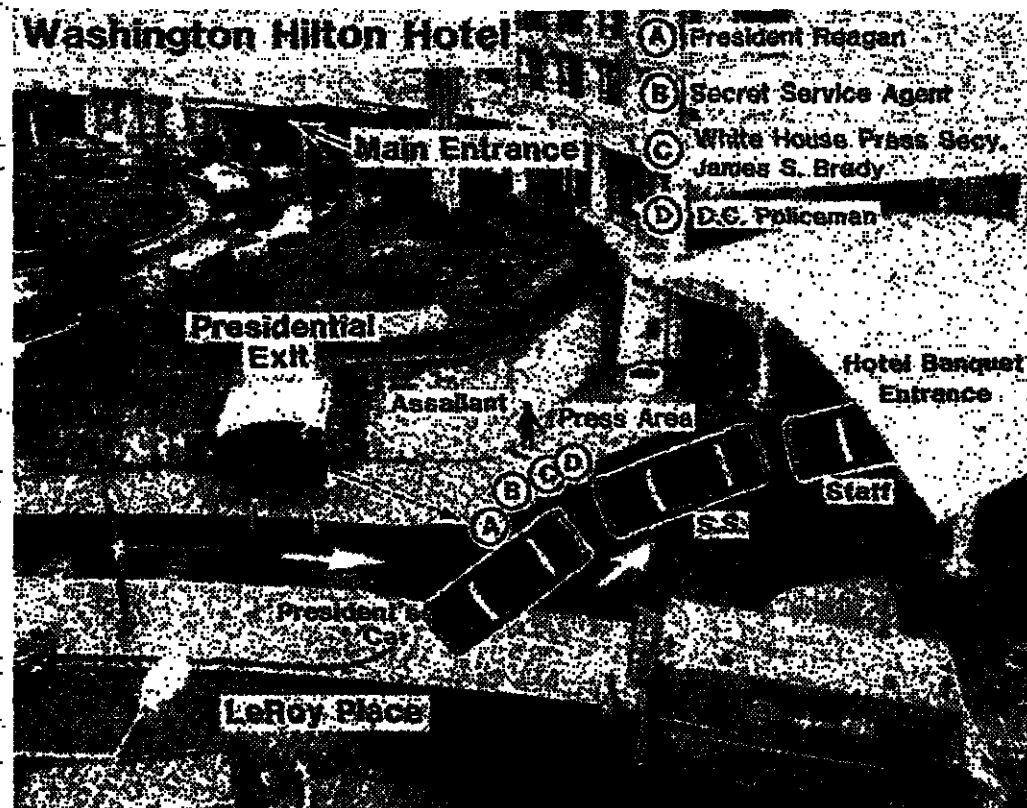 Washington Hilton Hotel
A President Reagan
B Secret Service Agent
C White House Press Secy.
James S. Brady
D D.C. Policeman
Main Entrance
Presidential
Exit
Hotel Banquet
Entrance
Assailant
Press Area
B
C
D
A
Staff
S.S.
President's
Car
LeRoy Place